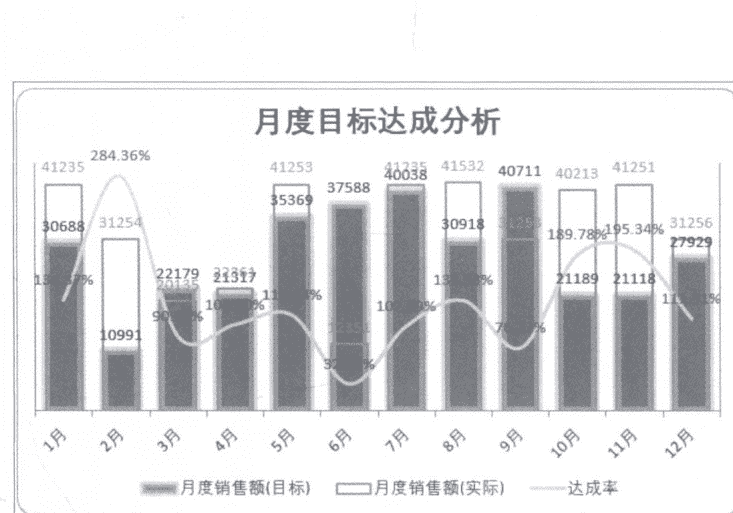 月度目标达成分析
41235 284.36% 41253 41235 41532 40711 40213 41251
37588 40038
30688 31254 35369 30918 189.78% 195.34% 31256
27929
22179 21317 21189 21118
20135
10991
1月 2月 3月 4月 5月 6月 7月 8月 9月 10月 11月 12月
月度销售额(目标) 月度销售额(实际) 达成率